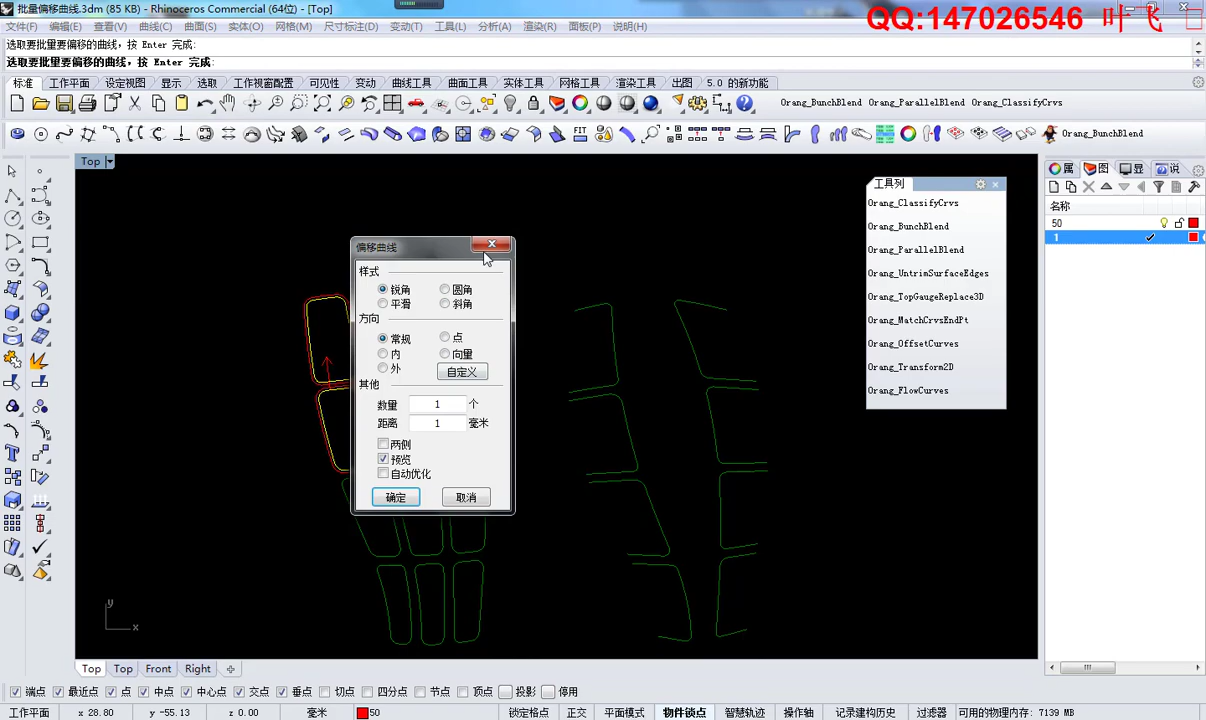 批量偏移曲线.3dm (85 KB) - Rhinoceros Commercial (64位) - [Top]
QQ:147026546 叶飞
文件(F) 编辑(E) 查看(V) 曲线(C) 曲面(S) 实体(O) 网格(M) 尺寸标注(D) 变动(T) 工具(L) 分析(A) 渲染(R) 面板(P) 说明(H)
选取要批量要偏移的曲线，按 Enter 完成:
选取要批量要偏移的曲线，按 Enter 完成:
标准 工作平面 设定视图 显示 选取 工作视窗配置 可见性 变动 曲线工具 曲面工具 实体工具 网格工具 渲染工具 出图 5.0 的新功能
Orang_BunchBlend Orang_ParallelBlend Orang_ClassifyCrvs
FIT
Orang_BunchBlend
Top
属 图 显 说
工具列
名称
Orang_ClassifyCrvs
50
Orang_BunchBlend
1
偏移曲线
Orang_ParallelBlend
样式
Orang_UntrimSurfaceEdges
锐角 圆角
Orang_TopGaugeReplace3D
平滑 斜角
方向
Orang_MatchCrvsEndPt
常规 点
Orang_OffsetCurves
内 向量
外 自定义
Orang_Transform2D
其他
Orang_FlowCurves
数量 1 个
距离 1 毫米
两侧
预览
自动优化
确定 取消
y
x
Top Top Front Right
端点 最近点 点 中点 中心点 交点 垂点 切点 四分点 节点 顶点 投影 停用
工作平面 x 28.80 y -55.13 z 0.00 毫米 50 锁定格点 正交 平面模式 物件锁点 智慧轨迹 操作轴 记录建构历史 过滤器 可用的物理内存: 7139 MB